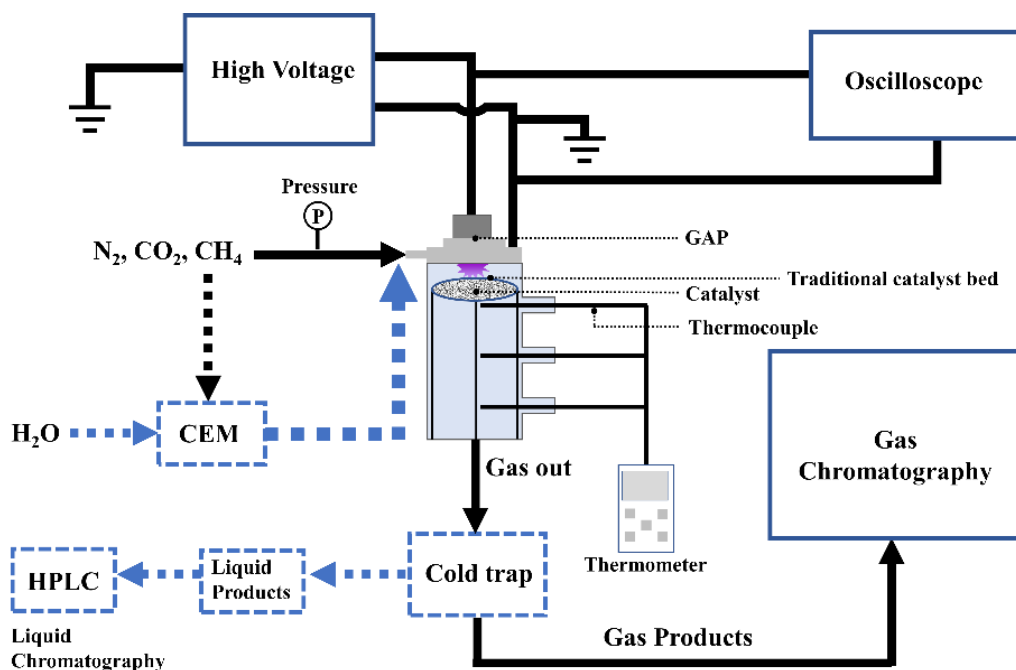 High Voltage
Oscilloscope
Pressure
P
N₂, CO₂, CH₄
GAP
Traditional catalyst bed
Catalyst
Thermocouple
H₂O
CEM
Gas
Chromatography
Gas out
HPLC
Liquid
Products
Cold trap
Thermometer
Liquid
Chromatography
Gas Products